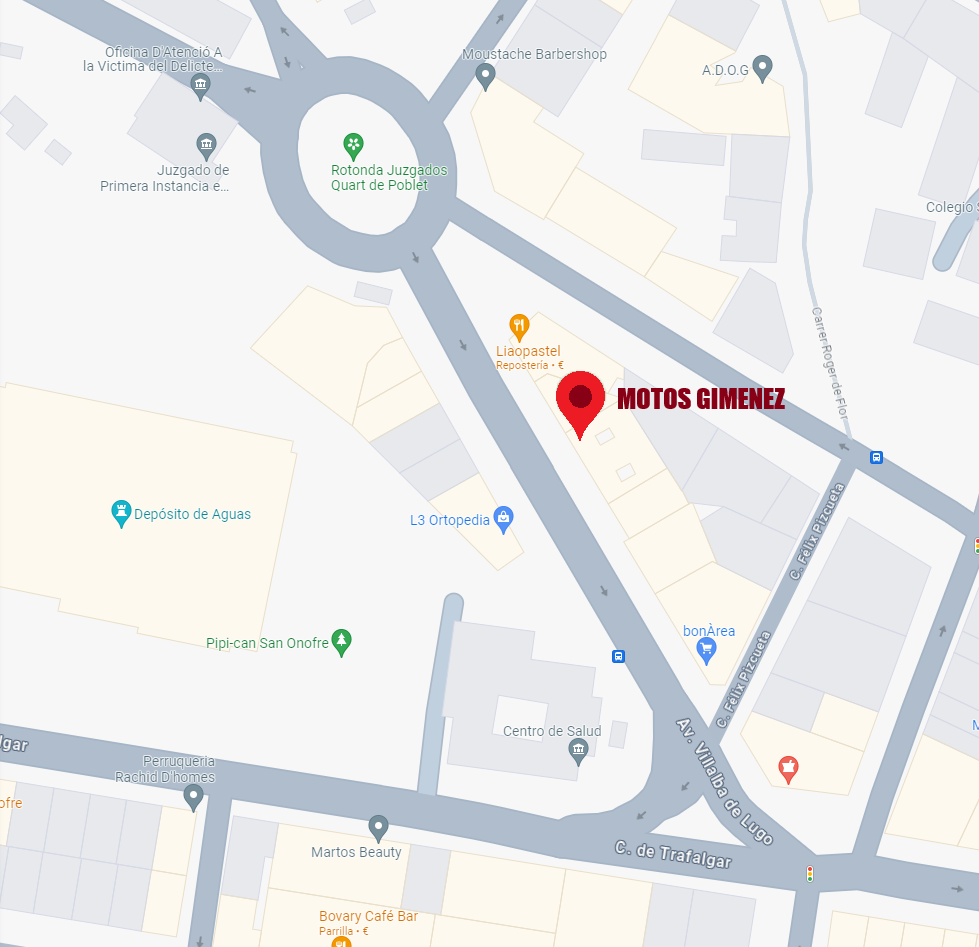 Oficina D'Atenció A
la Victima del Delicte...
Moustache Barbershop
A.D.O.G
Juzgado de
Primera Instancia e...
Rotonda Juzgados
Quart de Poblet
Colegio
Liaopastel
Repostería • €
Carrer Roger de Flor
MOTOS GIMENEZ
C. Félix Pizcueta
Depósito de Aguas
L3 Ortopedia
bonÀrea
Pipi-can San Onofre
C. Félix Pizcueta
Av. Villalba de Lugo
Centro de Salud
lgar
Perruqueria
Rachid D'homes
ofre
Martos Beauty
C. de Trafalgar
Bovary Café Bar
Parrilla • €